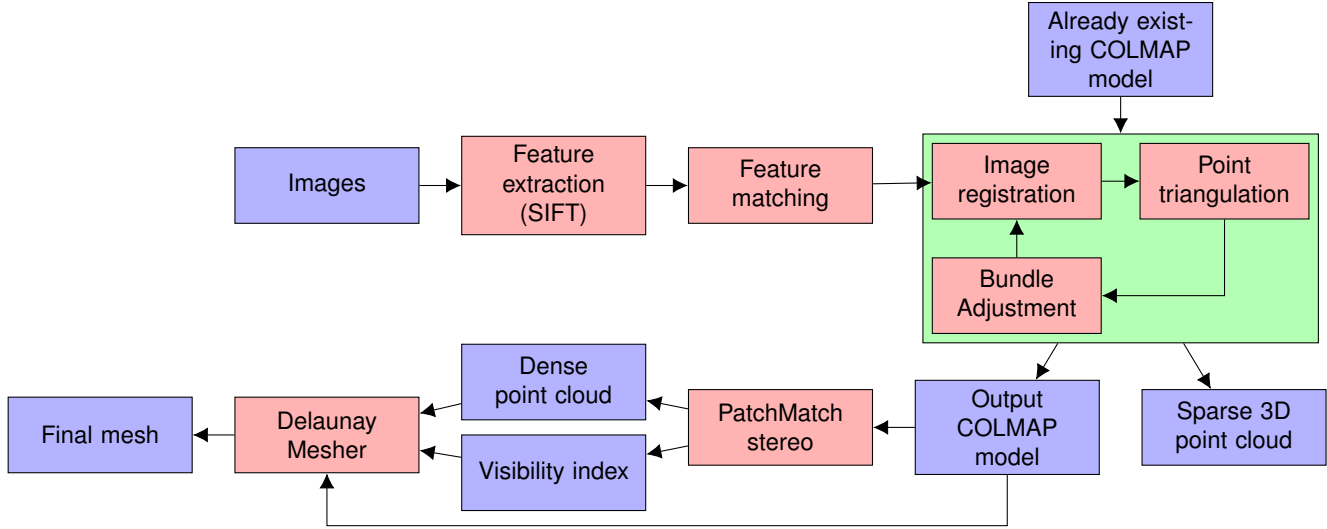 Already exist-
ing COLMAP
model
Images
Feature
extraction
(SIFT)
Feature
matching
Image
registration
Point
triangulation
Bundle
Adjustment
Final mesh
Delaunay
Mesher
Dense
point cloud
Visibility index
PatchMatch
stereo
Output
COLMAP
model
Sparse 3D
point cloud